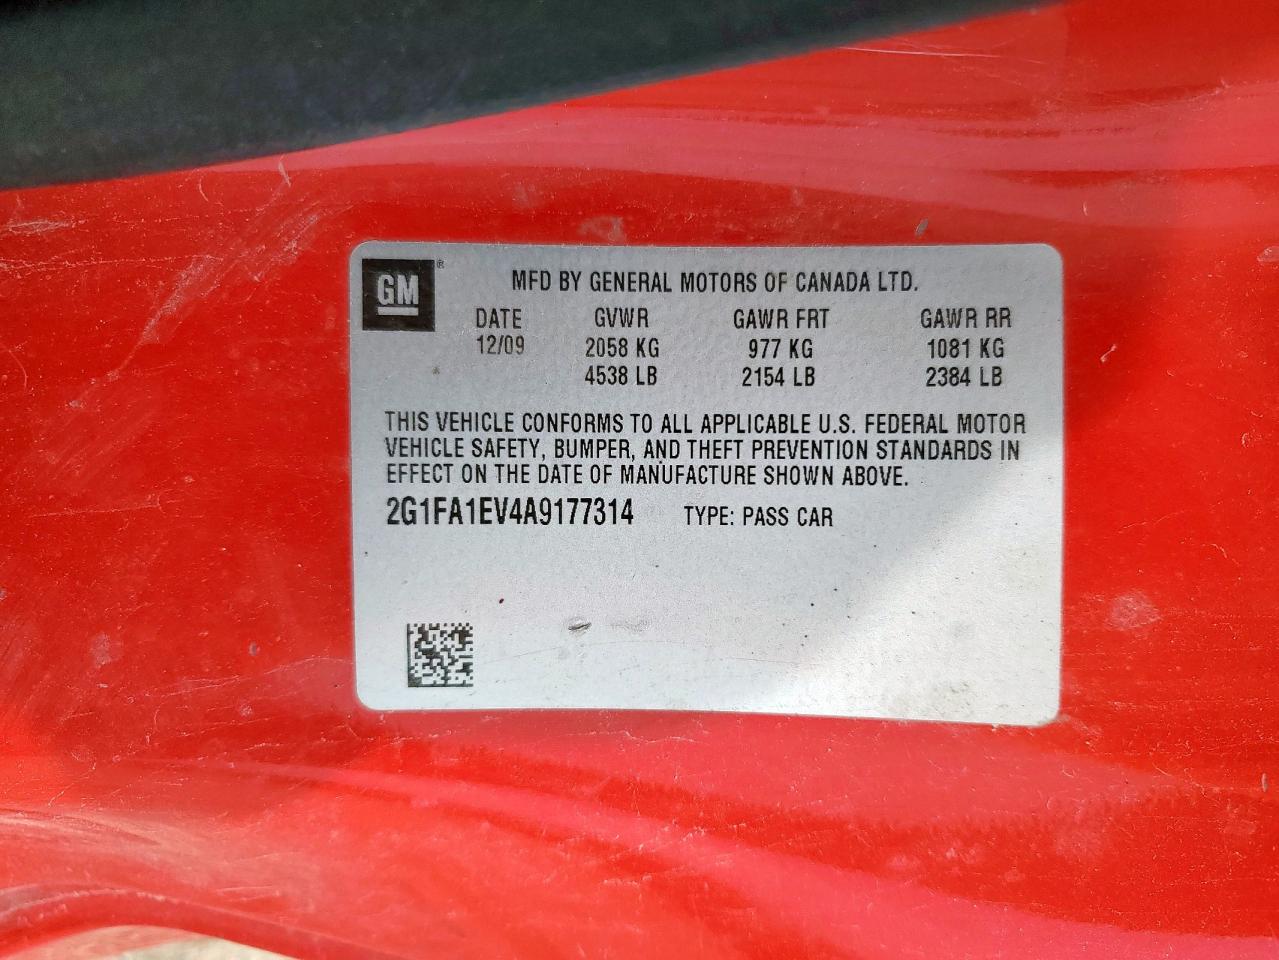 GM®
MFD BY GENERAL MOTORS OF CANADA LTD.
DATE GVWR GAWR FRT GAWR RR
12/09 2058 KG 977 KG 1081 KG
4538 LB 2154 LB 2384 LB
THIS VEHICLE CONFORMS TO ALL APPLICABLE U.S. FEDERAL MOTOR
VEHICLE SAFETY, BUMPER, AND THEFT PREVENTION STANDARDS IN
EFFECT ON THE DATE OF MANUFACTURE SHOWN ABOVE.
2G1FA1EV4A9177314 TYPE: PASS CAR